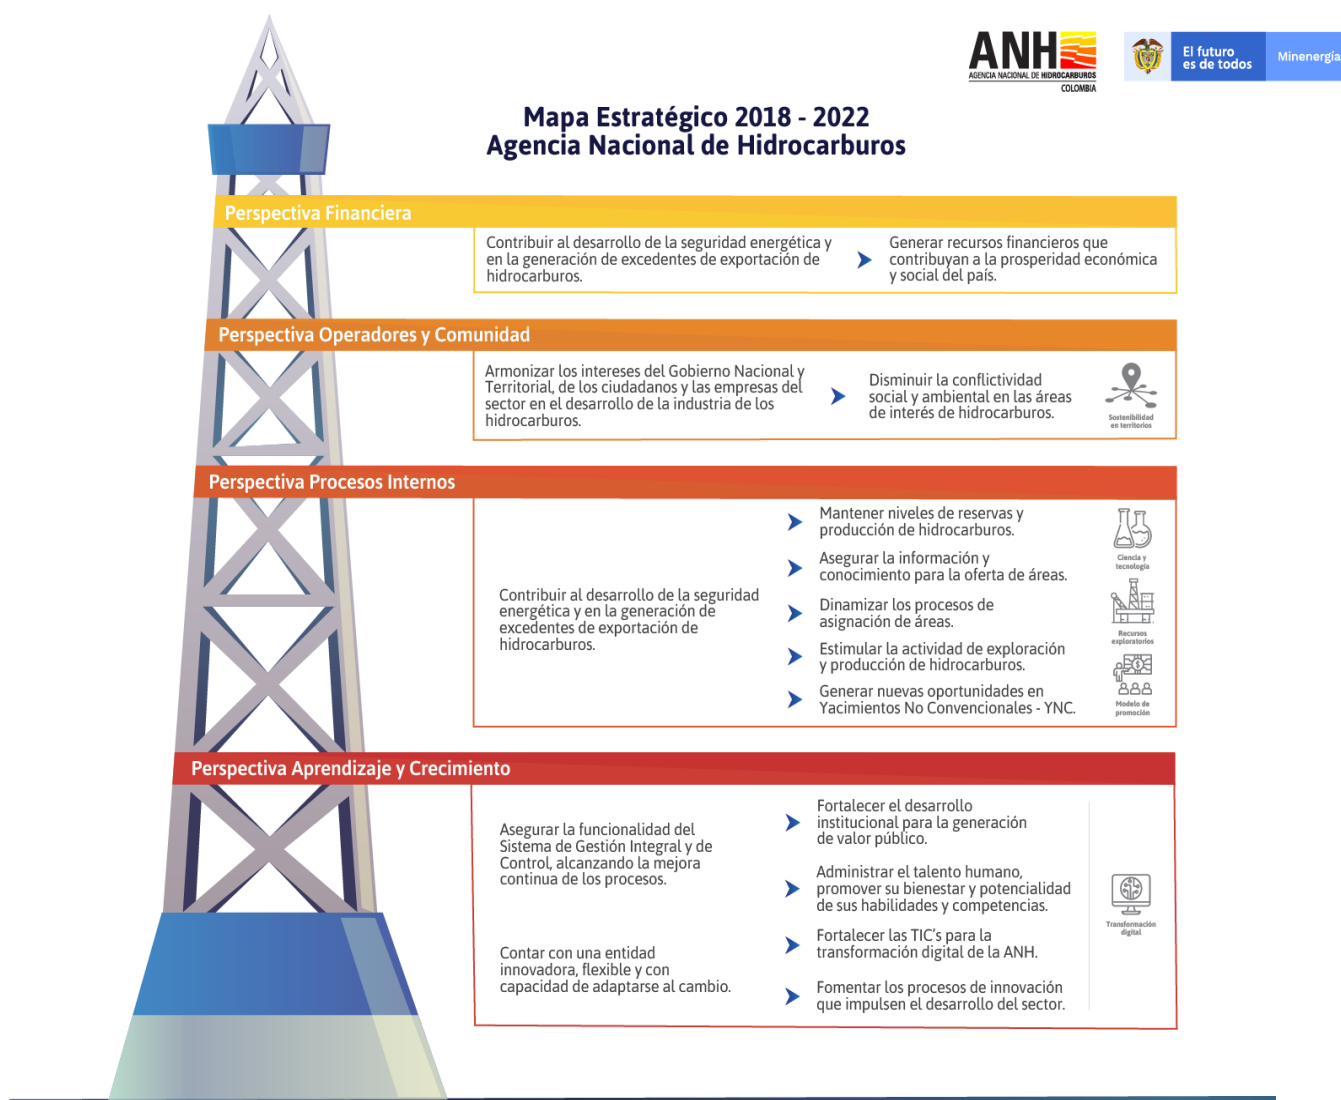 ANH
AGENCIA NACIONAL DE HIDROCARBUROS
COLOMBIA
El futuro
es de todos
Minenergía
Mapa Estratégico 2018 - 2022
Agencia Nacional de Hidrocarburos
Perspectiva Financiera
Contribuir al desarrollo de la seguridad energética y
en la generación de excedentes de exportación de
hidrocarburos.
Generar recursos financieros que
contribuyan a la prosperidad económica
y social del país.
Perspectiva Operadores y Comunidad
Armonizar los intereses del Gobierno Nacional y
Territorial, de los ciudadanos y las empresas del
sector en el desarrollo de la industria de los
hidrocarburos.
Disminuir la conflictividad
social y ambiental en las áreas
de interés de hidrocarburos.
Sostenibilidad
en territorios
Perspectiva Procesos Internos
Contribuir al desarrollo de la seguridad
energética y en la generación de
excedentes de exportación de
hidrocarburos.
Mantener niveles de reservas y
producción de hidrocarburos.
Asegurar la información y
conocimiento para la oferta de áreas.
Dinamizar los procesos de
asignación de áreas.
Estimular la actividad de exploración
y producción de hidrocarburos.
Generar nuevas oportunidades en
Yacimientos No Convencionales - YNC.
Ciencia y
tecnología
Recursos
exploratorios
Modelo de
promoción
Perspectiva Aprendizaje y Crecimiento
Asegurar la funcionalidad del
Sistema de Gestión Integral y de
Control, alcanzando la mejora
continua de los procesos.
Contar con una entidad
innovadora, flexible y con
capacidad de adaptarse al cambio.
Fortalecer el desarrollo
institucional para la generación
de valor público.
Administrar el talento humano,
promover su bienestar y potencialidad
de sus habilidades y competencias.
Fortalecer las TIC's para la
transformación digital de la ANH.
Fomentar los procesos de innovación
que impulsen el desarrollo del sector.
Transformación
digital